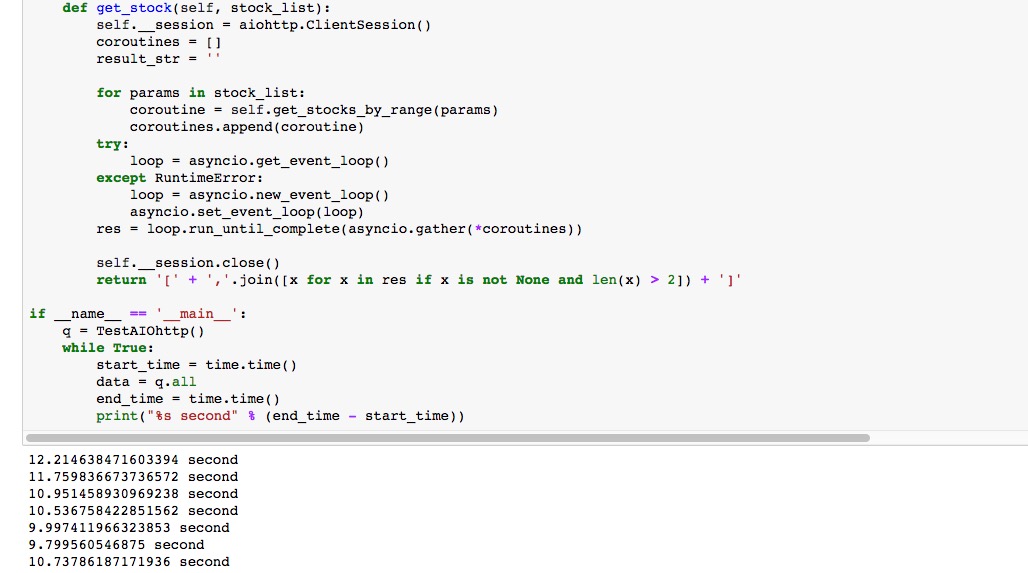 def get_stock(self, stock_list):
self.__session = aiohttp.ClientSession()
coroutines = []
result_str = ''
for params in stock_list:
coroutine = self.get_stocks_by_range(params)
coroutines.append(coroutine)
try:
loop = asyncio.get_event_loop()
except RuntimeError:
loop = asyncio.new_event_loop()
asyncio.set_event_loop(loop)
res = loop.run_until_complete(asyncio.gather(*coroutines))
self.__session.close()
return '[' + ','.join([x for x in res if x is not None and len(x) > 2]) + ']'
if __name__ == '__main__':
q = TestAIOhttp()
while True:
start_time = time.time()
data = q.all
end_time = time.time()
print("%s second" % (end_time - start_time))
12.214638471603394 second
11.759836673736572 second
10.951458930969238 second
10.536758422851562 second
9.997411966323853 second
9.799560546875 second
10.73786187171936 second